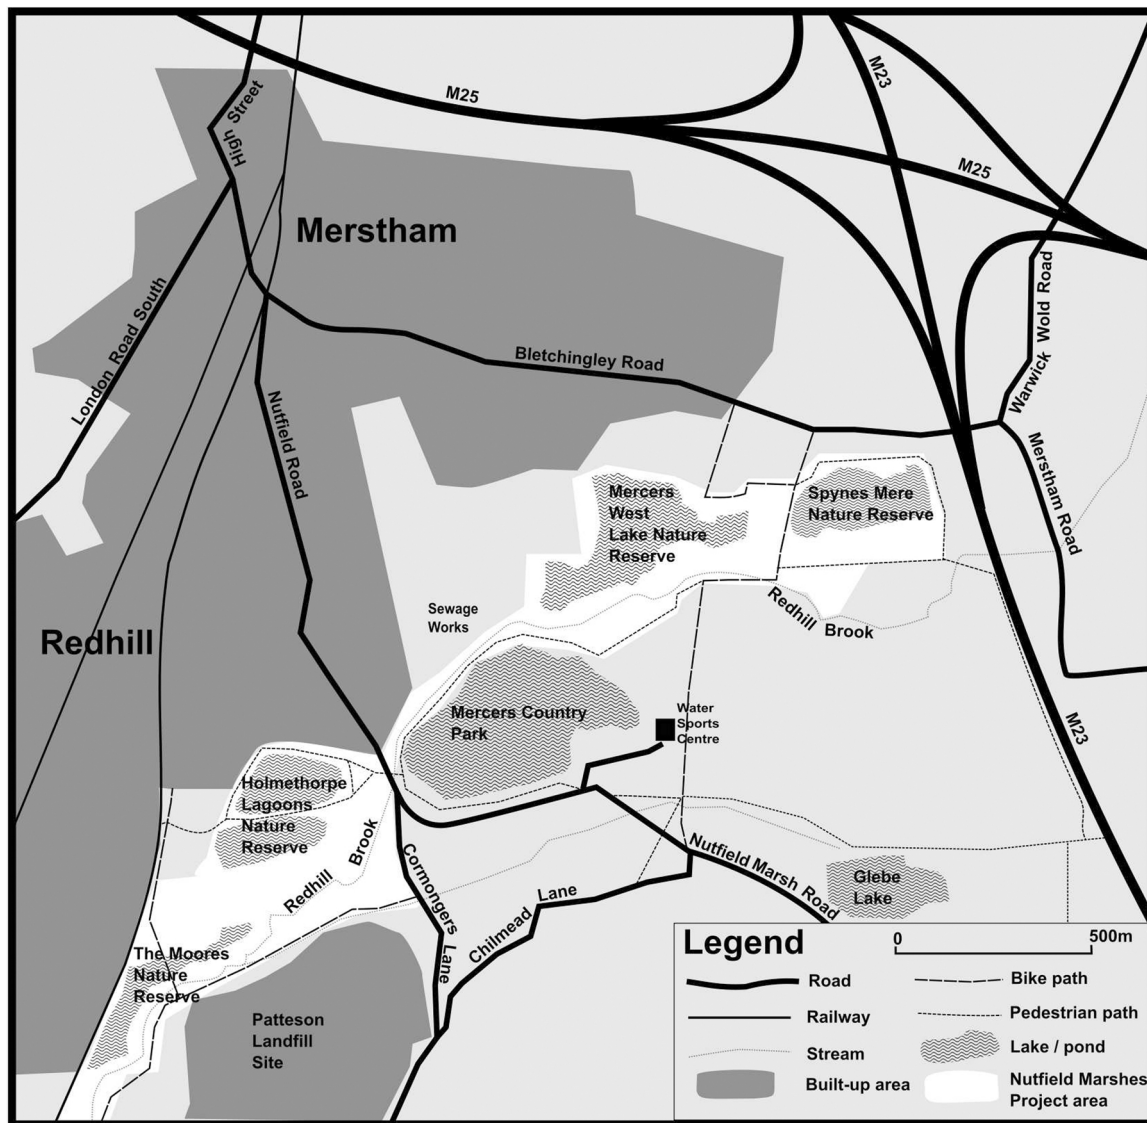 M25
M23
High Street
M25
Merstham
London Road South
Warwick Wold Road
Bletchingley Road
Nutfield Road
Merstham Road
Mercers
West
Lake Nature
Reserve
Spynes Mere
Nature Reserve
Sewage
Works
Redhill Brook
Redhill
Mercers Country
Park
Water
Sports
Centre
M23
Holmethorpe
Lagoons
Nature
Reserve
Redhill Brook
Cormongers Lane
Nutfield Marsh Road
Chilmead Lane
Glebe
Lake
The Moores
Nature
Reserve
Patteson
Landfill
Site
Legend
0 500m
Road
Bike path
Railway
Pedestrian path
Stream
Lake / pond
Built-up area
Nutfield Marshes
Project area